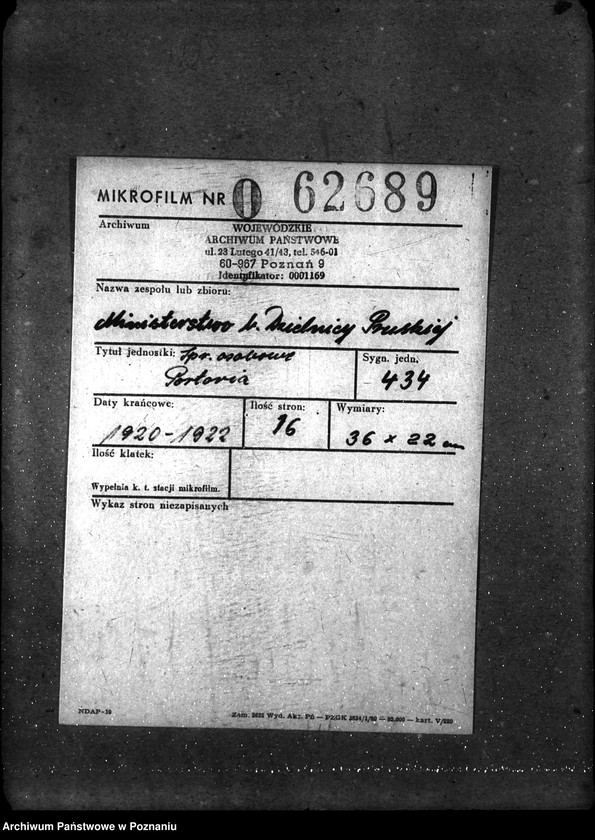 MIKROFILM NR 0 62689
Archiwum
WOJEWÓDZKIE
ARCHIWUM PAŃSTWOWE
ul. 23 Lutego 41/43, tel. 546-01
60-967 Poznań 9
Identyfikator: 0001169
Nazwa zespołu lub zbioru:
Ministerstwo b. Dzielnicy Pruskiej
Tytuł jednostki: Spr. osobowe
Sygn. jedn.
434
Daty krańcowe:
1920-1922
Ilość stron:
16
Wymiary:
36 x 22 cm
Ilość klatek:
Wypełnia k. t. stacji mikrofilm.
Wykaz stron niezapisanych
NDAP-10
Archiwum Państwowe w Poznaniu